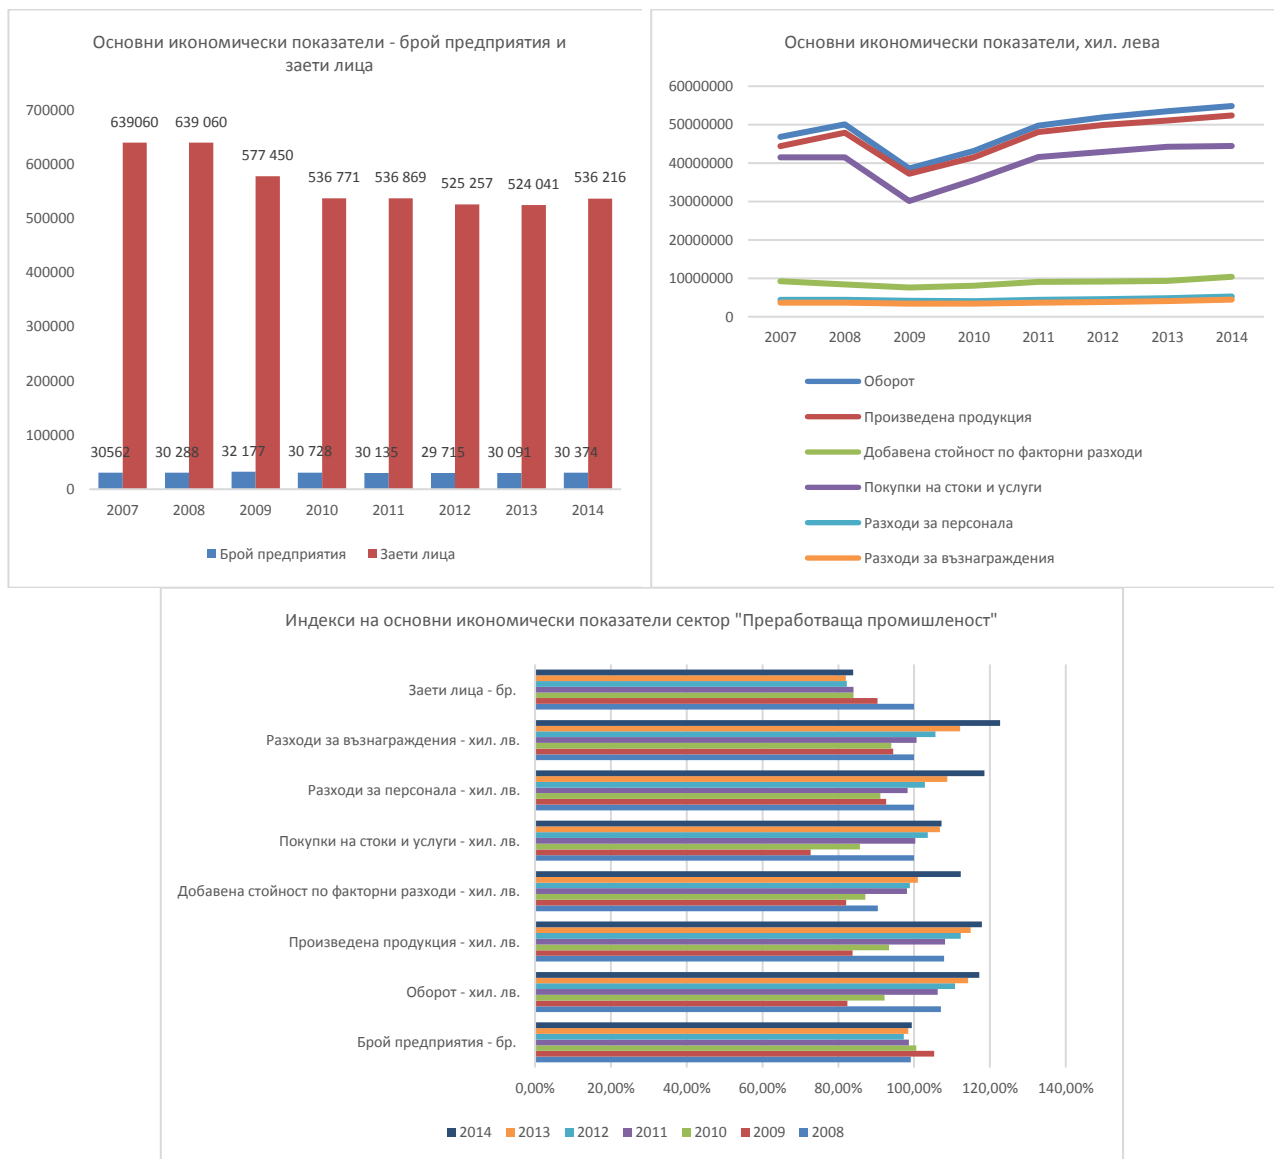 Основни икономически показатели - брой предприятия и
заети лица
700000
600000
500000
400000
300000
200000
100000
0
639060
639 060
577 450
536 771
536 869
525 257
524 041
536 216
30562
30 288
32 177
30 728
30 135
29 715
30 091
30 374
2007 2008 2009 2010 2011 2012 2013 2014
Брой предприятия Заети лица
Основни икономически показатели, хил. лева
60000000
50000000
40000000
30000000
20000000
10000000
0
2007 2008 2009 2010 2011 2012 2013 2014
Оборот
Произведена продукция
Добавена стойност по факторни разходи
Покупки на стоки и услуги
Разходи за персонала
Разходи за възнаграждения
Индекси на основни икономически показатели сектор "Преработваща промишленост"
Заети лица - бр.
Разходи за възнаграждения - хил. лв.
Разходи за персонала - хил. лв.
Покупки на стоки и услуги - хил. лв.
Добавена стойност по факторни разходи - хил. лв.
Произведена продукция - хил. лв.
Оборот - хил. лв.
Брой предприятия - бр.
0,00% 20,00% 40,00% 60,00% 80,00% 100,00% 120,00% 140,00%
2014 2013 2012 2011 2010 2009 2008